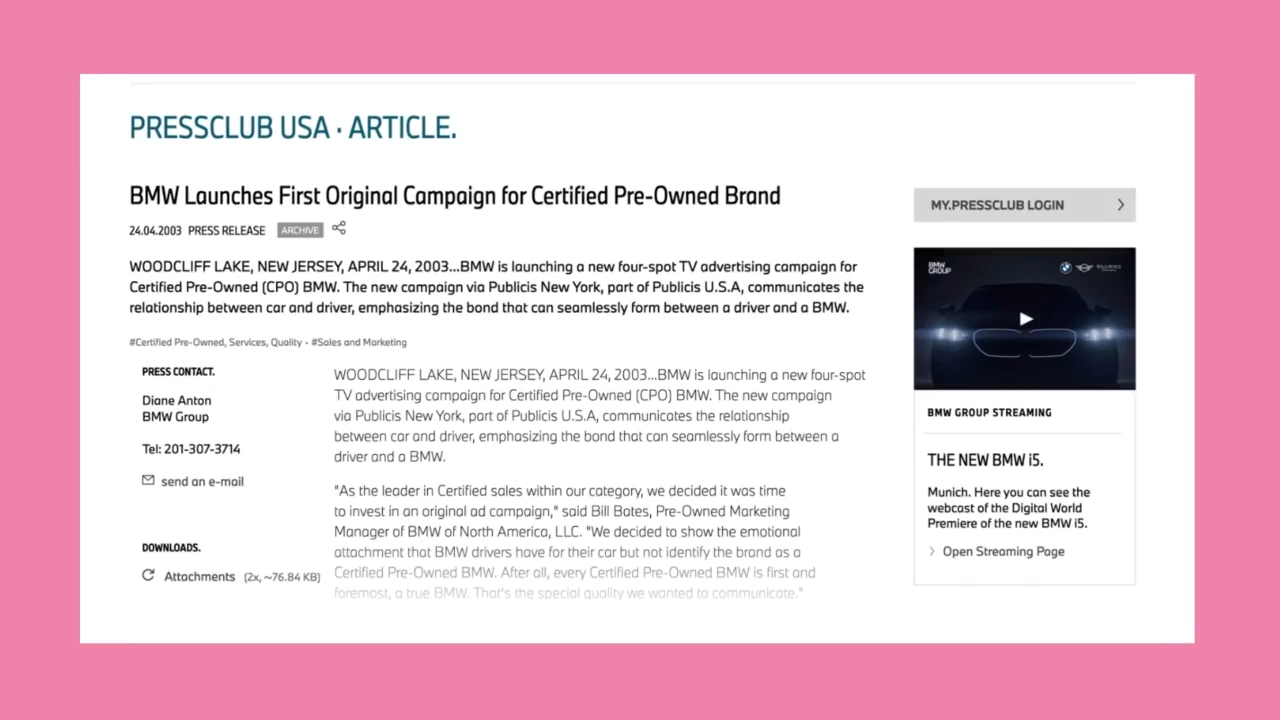 PRESSCLUB USA · ARTICLE.
BMW Launches First Original Campaign for Certified Pre-Owned Brand
24.04.2003 PRESS RELEASE ARCHIVE
WOODCLIFF LAKE, NEW JERSEY, APRIL 24, 2003...BMW is launching a new four-spot TV advertising campaign for
Certified Pre-Owned (CPO) BMW. The new campaign via Publicis New York, part of Publicis U.S.A, communicates the
relationship between car and driver, emphasizing the bond that can seamlessly form between a driver and a BMW.
#Certified Pre-Owned, Services, Quality · #Sales and Marketing
PRESS CONTACT.
Diane Anton
BMW Group
Tel: 201-307-3714
send an e-mail
DOWNLOADS.
Attachments (2x, ~76.84 KB)
WOODCLIFF LAKE, NEW JERSEY, APRIL 24, 2003...BMW is launching a new four-spot
TV advertising campaign for Certified Pre-Owned (CPO) BMW. The new campaign
via Publicis New York, part of Publicis U.S.A, communicates the relationship
between car and driver, emphasizing the bond that can seamlessly form between a
driver and a BMW.
"As the leader in Certified sales within our category, we decided it was time
to invest in an original ad campaign," said Bill Bates, Pre-Owned Marketing
Manager of BMW of North America, LLC. "We decided to show the emotional
attachment that BMW drivers have for their car but not identify the brand as a
Certified Pre-Owned BMW. After all, every Certified Pre-Owned BMW is first and
foremost, a true BMW. That's the special quality we wanted to communicate."
MY.PRESSCLUB LOGIN
BMW
GROUP
BMW GROUP STREAMING
THE NEW BMW i5.
Munich. Here you can see the
webcast of the Digital World
Premiere of the new BMW i5.
Open Streaming Page